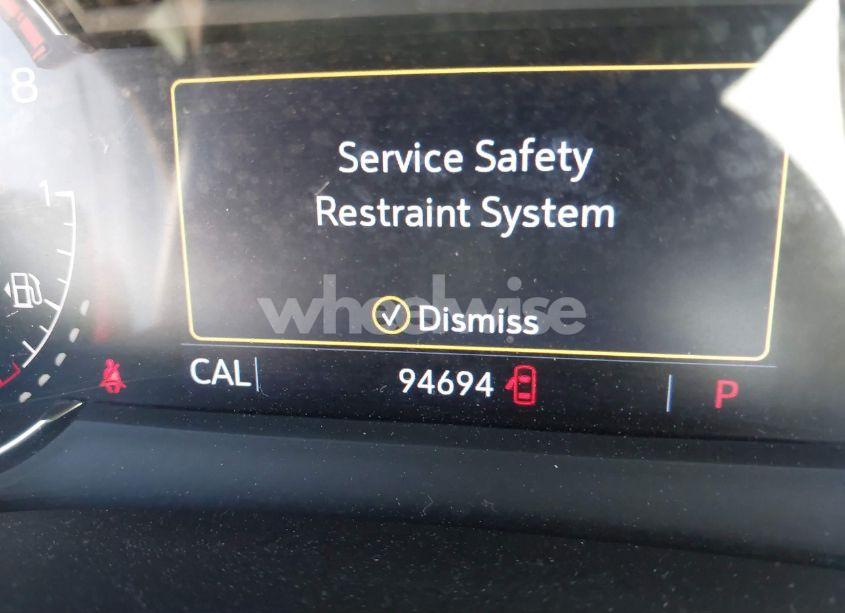 8
1
Service Safety
Restraint System
wheelwise
Dismiss
CAL
94694
P